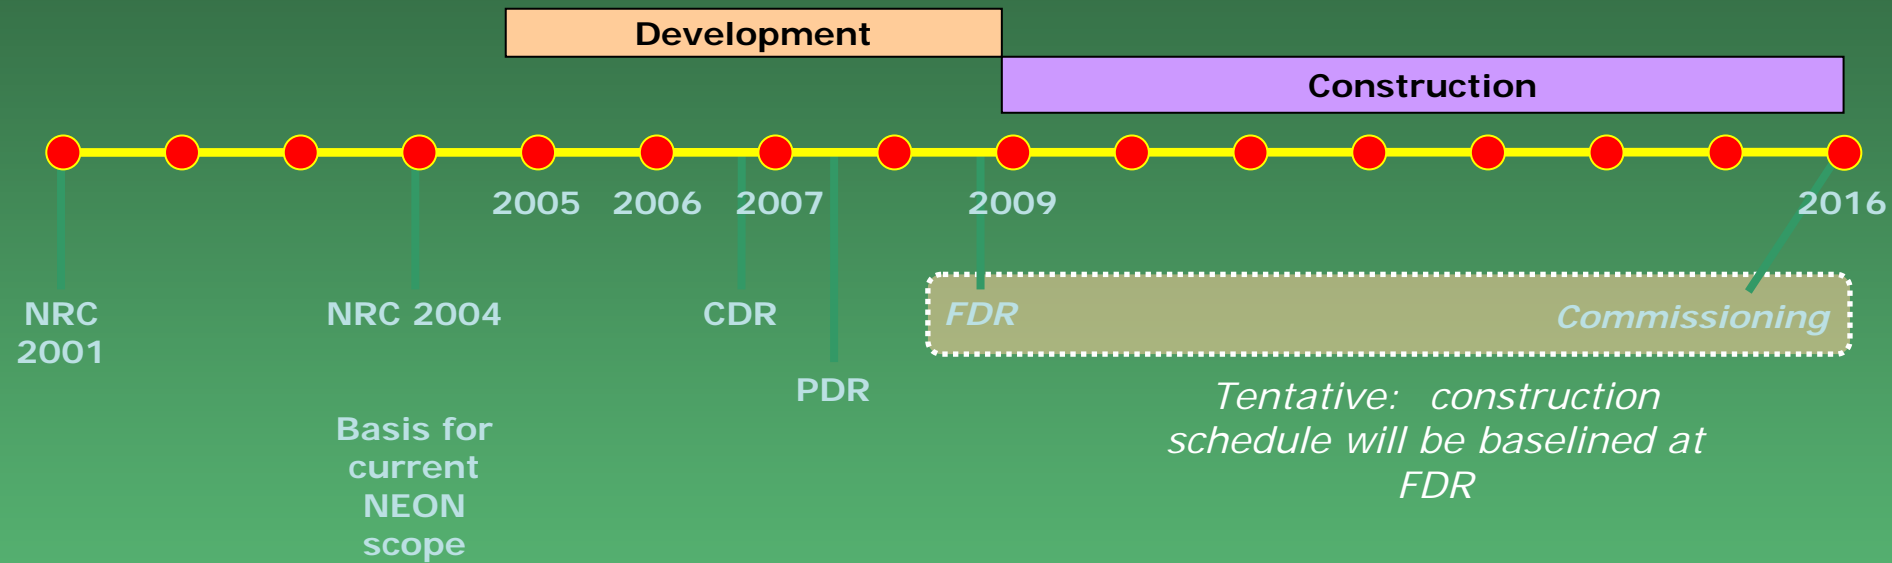 Development
Construction
2005 2006 2007 2009 2016
NRC
2001
NRC 2004
CDR
FDR
Commissioning
PDR
Basis for
current
NEON
scope
Tentative: construction
schedule will be baselined at
FDR